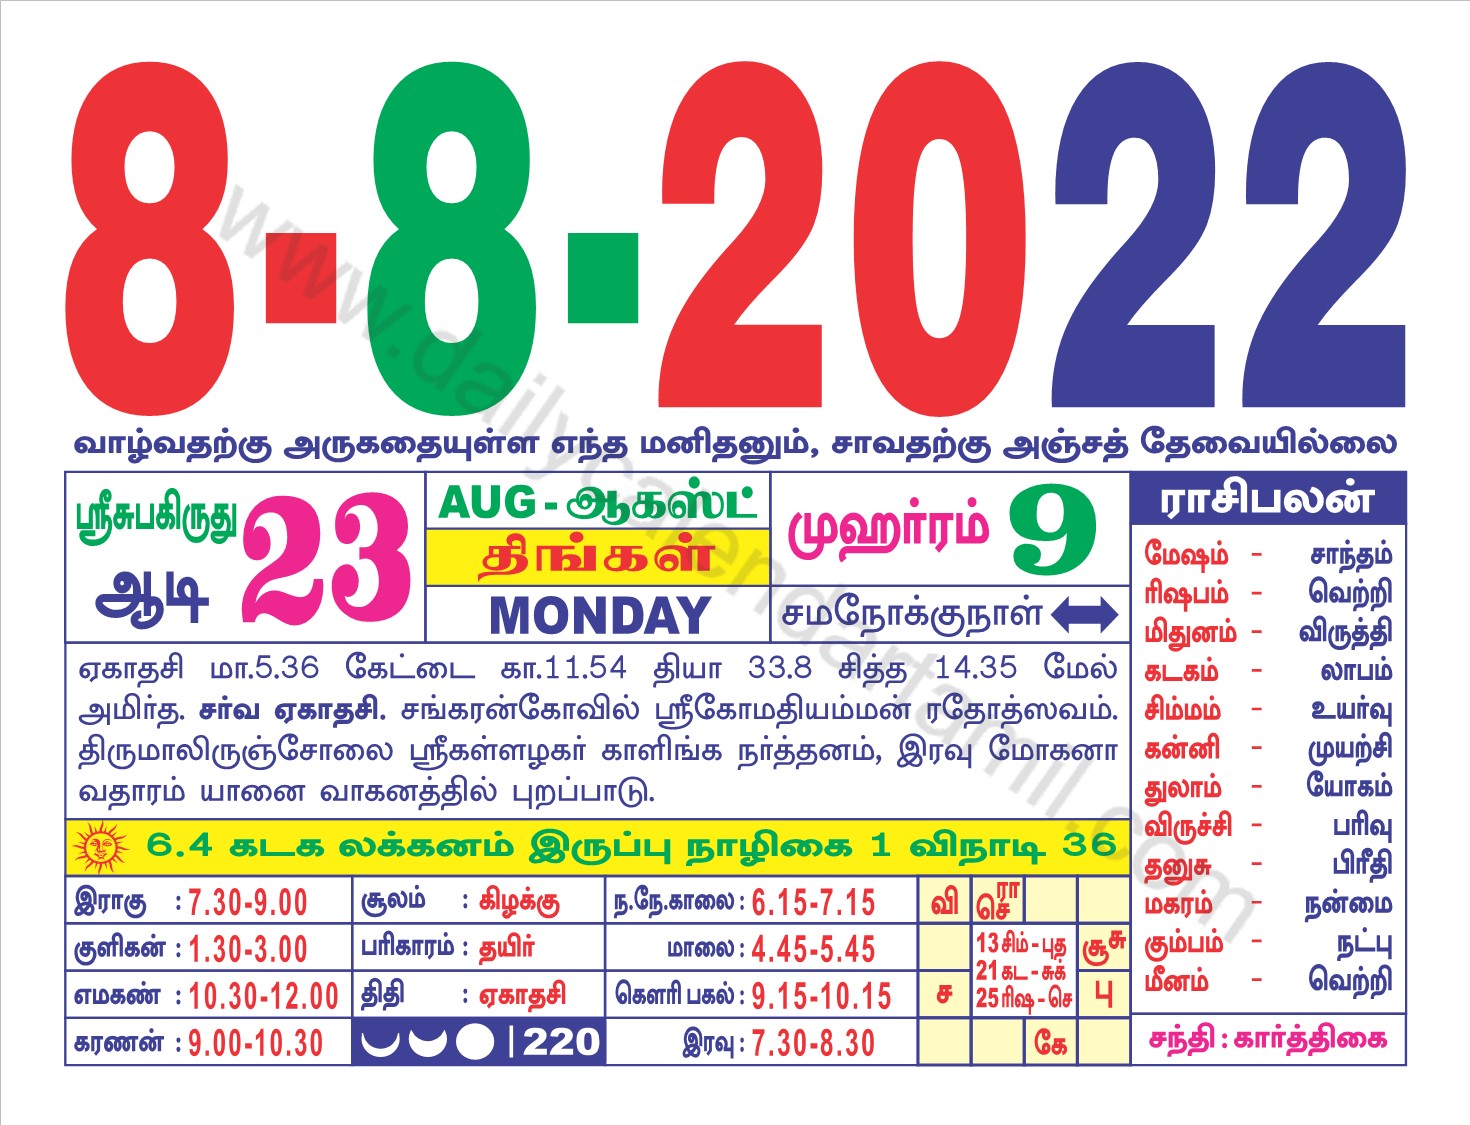 8-8-2022
வாழ்வதற்கு அருகதையுள்ள எந்த மனிதனும், சாவதற்கு அஞ்சத் தேவையில்லை
ஸ்ரீசுபகிருது
ஆடி 23
AUG - ஆகஸ்ட்
திங்கள்
MONDAY
முஹர்ரம் 9
சமநோக்குநாள்
ஏகாதசி மா.5.36 கேட்டை கா.11.54 தியா 33.8 சித்த 14.35 மேல்
அமிர்த. சர்வ ஏகாதசி. சங்கரன்கோவில் ஸ்ரீகோமதியம்மன் ரதோத்ஸவம்.
திருமாலிருஞ்சோலை ஸ்ரீகள்ளழகர் காளிங்க நர்த்தனம், இரவு மோகனா
வதாரம் யானை வாகனத்தில் புறப்பாடு.
6.4 கடக லக்கனம் இருப்பு நாழிகை 1 விநாடி 36
இராகு : 7.30-9.00
குளிகன் : 1.30-3.00
எமகண் : 10.30-12.00
கரணன் : 9.00-10.30
சூலம் : கிழக்கு
பரிகாரம் : தயிர்
திதி : ஏகாதசி
220
ந.நே.காலை : 6.15-7.15
மாலை : 4.45-5.45
கௌரி பகல் : 9.15-10.15
இரவு : 7.30-8.30
வி
ரா
செ
13 சிம் - புத
21 கட - சுக்
25 ரிஷ - செ
சூ சு
ச
பு
கே
ராசிபலன்
மேஷம் - சாந்தம்
ரிஷபம் - வெற்றி
மிதுனம் - விருத்தி
கடகம் - லாபம்
சிம்மம் - உயர்வு
கன்னி - முயற்சி
துலாம் - யோகம்
விருச்சி - பரிவு
தனுசு - பிரீதி
மகரம் - நன்மை
கும்பம் - நட்பு
மீனம் - வெற்றி
சந்தி : கார்த்திகை
www.dailycalendartamil.com